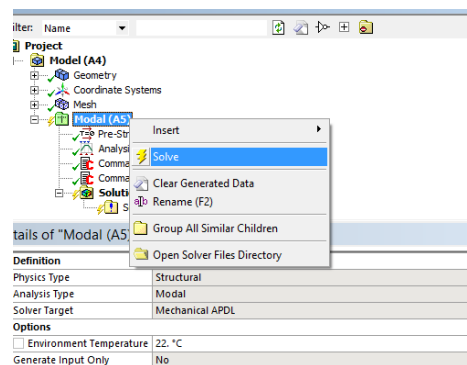 ilter: Name
Project
Model (A4)
Geometry
Coordinate Systems
Mesh
Modal (A5)
Insert
Pre-Str
Analysi
Solve
Comma
Clear Generated Data
Comma
Rename (F2)
Soluti
S
Group All Similar Children
tails of "Modal (A5)
Open Solver Files Directory
Definition
Physics Type Structural
Analysis Type Modal
Solver Target Mechanical APDL
Options
Environment Temperature 22. °C
Generate Input Only No